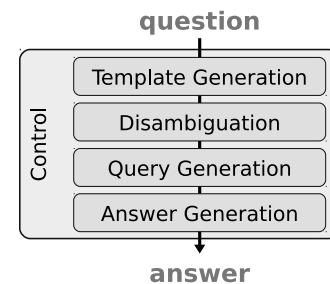 question
Control
Template Generation
Disambiguation
Query Generation
Answer Generation
answer